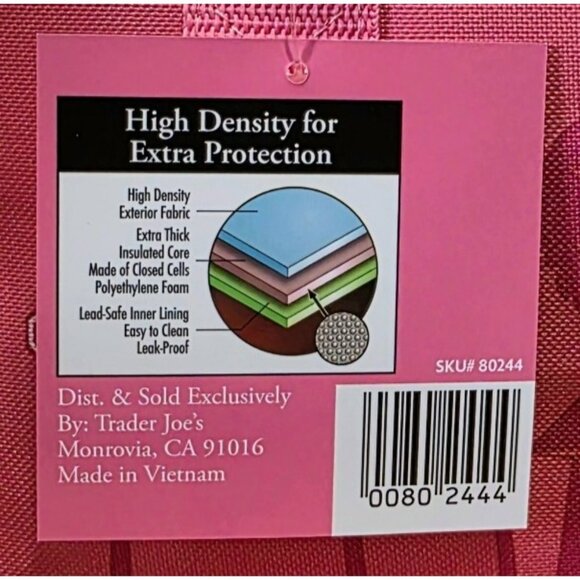 High Density for
Extra Protection
High Density
Exterior Fabric
Extra Thick
Insulated Core
Made of Closed Cells
Polyethylene Foam
Lead-Safe Inner Lining
Easy to Clean
Leak-Proof
SKU# 80244
Dist. & Sold Exclusively
By: Trader Joe's
Monrovia, CA 91016
Made in Vietnam
0080 2444